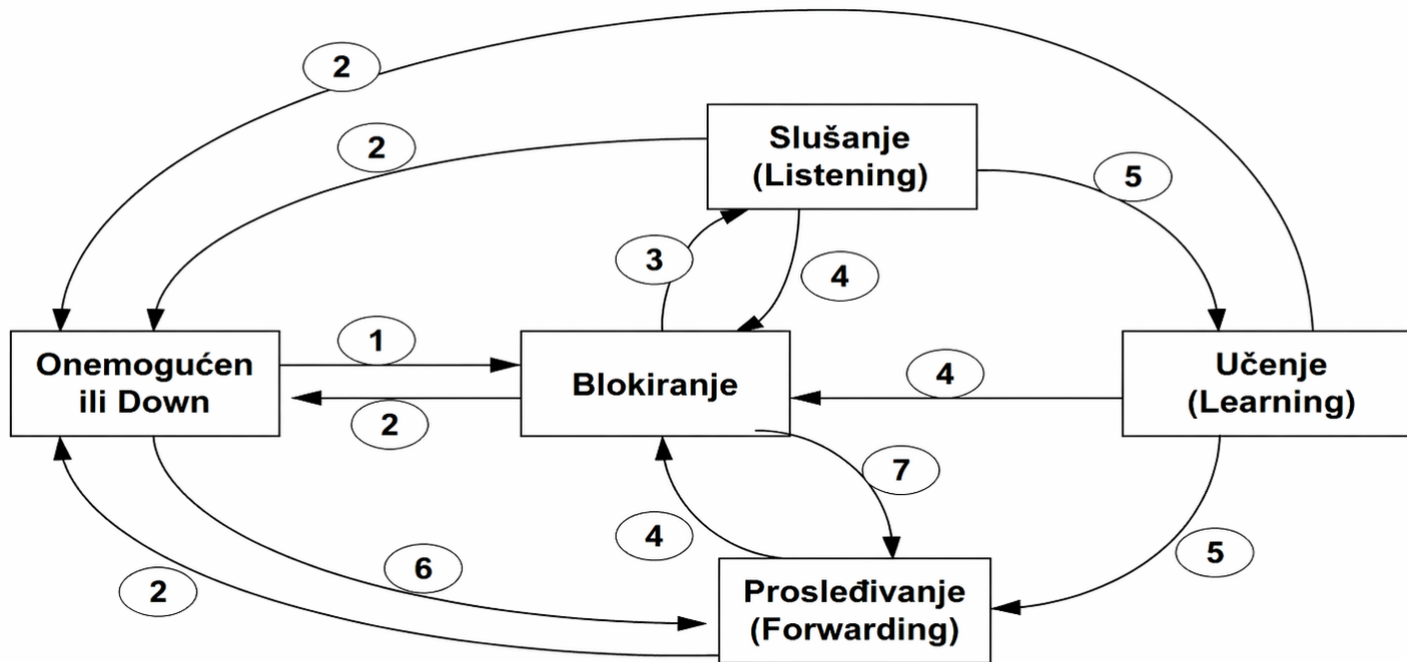 2
Slušanje
(Listening)
2
5
3
4
Onemogućen
ili Down
1
2
Blokiranje
4
Učenje
(Learning)
7
4
5
6
2
Prosleđivanje
(Forwarding)